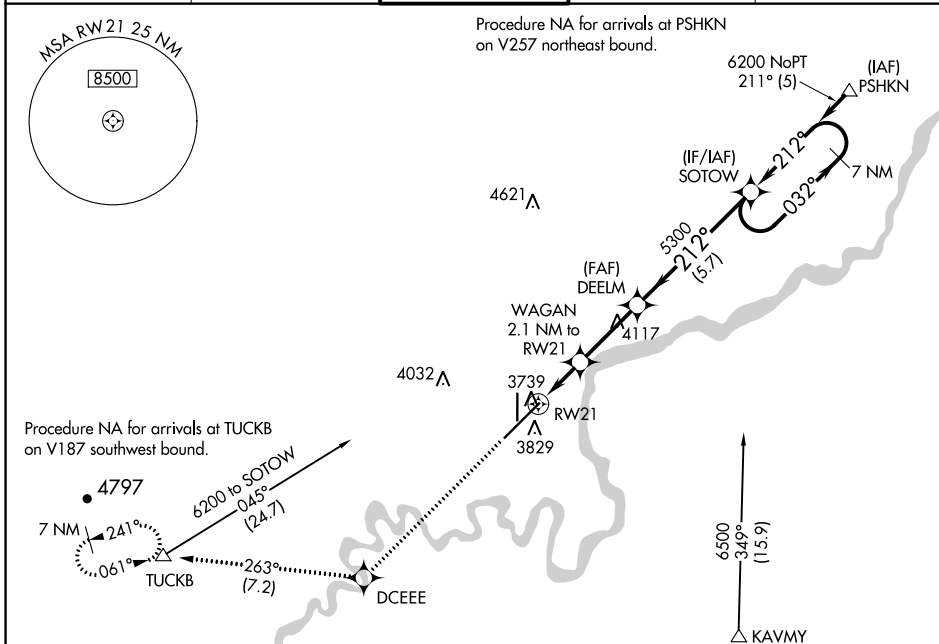 MSA RW 21 25 NM
8500
Procedure NA for arrivals at PSHKN
on V257 northeast bound.
6200 NoPT
211° (5)
(IAF)
PSHKN
212°
7 NM
032°
(IF/IAF)
SOTOW
4621
5300
212°
(5.7)
(FAF)
DEELM
WAGAN
2.1 NM to
RW21
4117
4032
3739
RW21
3829
Procedure NA for arrivals at TUCKB
on V187 southwest bound.
4797
6200 to SOTOW
045°
(24.7)
7 NM
241°
061°
TUCKB
263°
(7.2)
DCEEE
6500
349°
(15.9)
KAVMY